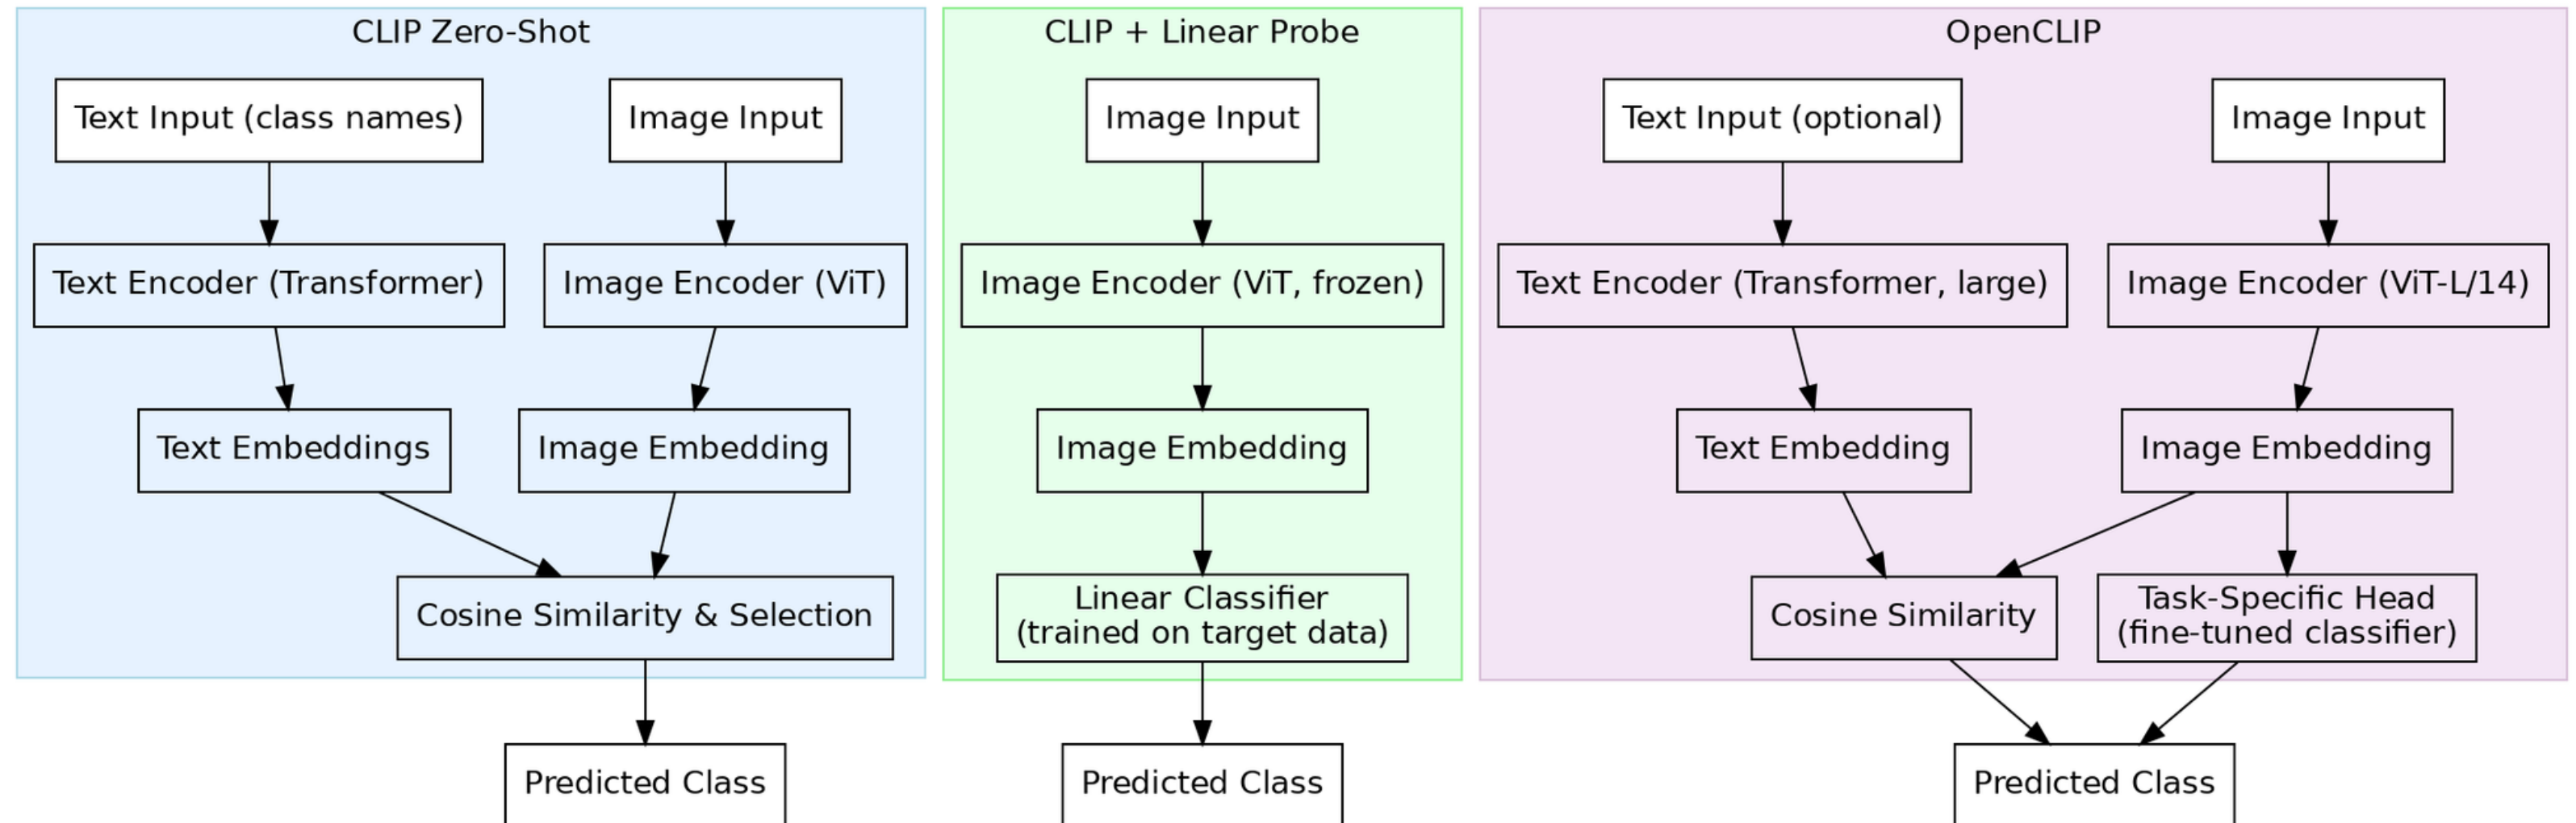 CLIP Zero-Shot
Text Input (class names)
Image Input
Text Encoder (Transformer)
Image Encoder (ViT)
Text Embeddings
Image Embedding
Cosine Similarity & Selection
Predicted Class
CLIP + Linear Probe
Image Input
Image Encoder (ViT, frozen)
Image Embedding
Linear Classifier
(trained on target data)
Predicted Class
OpenCLIP
Text Input (optional)
Image Input
Text Encoder (Transformer, large)
Image Encoder (ViT-L/14)
Text Embedding
Image Embedding
Cosine Similarity
Task-Specific Head
(fine-tuned classifier)
Predicted Class